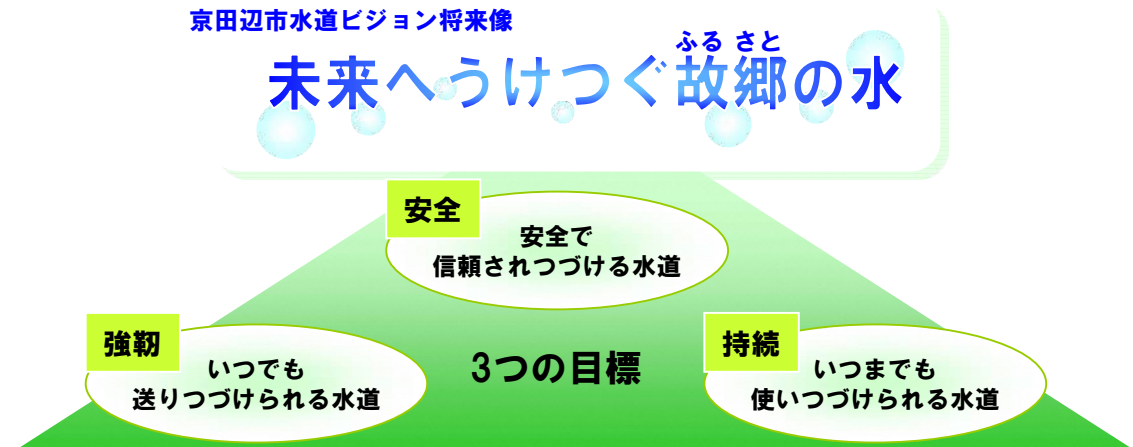 京田辺市水道ビジョン将来像
ふる さと
未来へうけつぐ故郷の水
安全
安全で
信頼されつづける水道
強靭
いつでも
送りつづけられる水道
3つの目標
持続
いつまでも
使いつづけられる水道